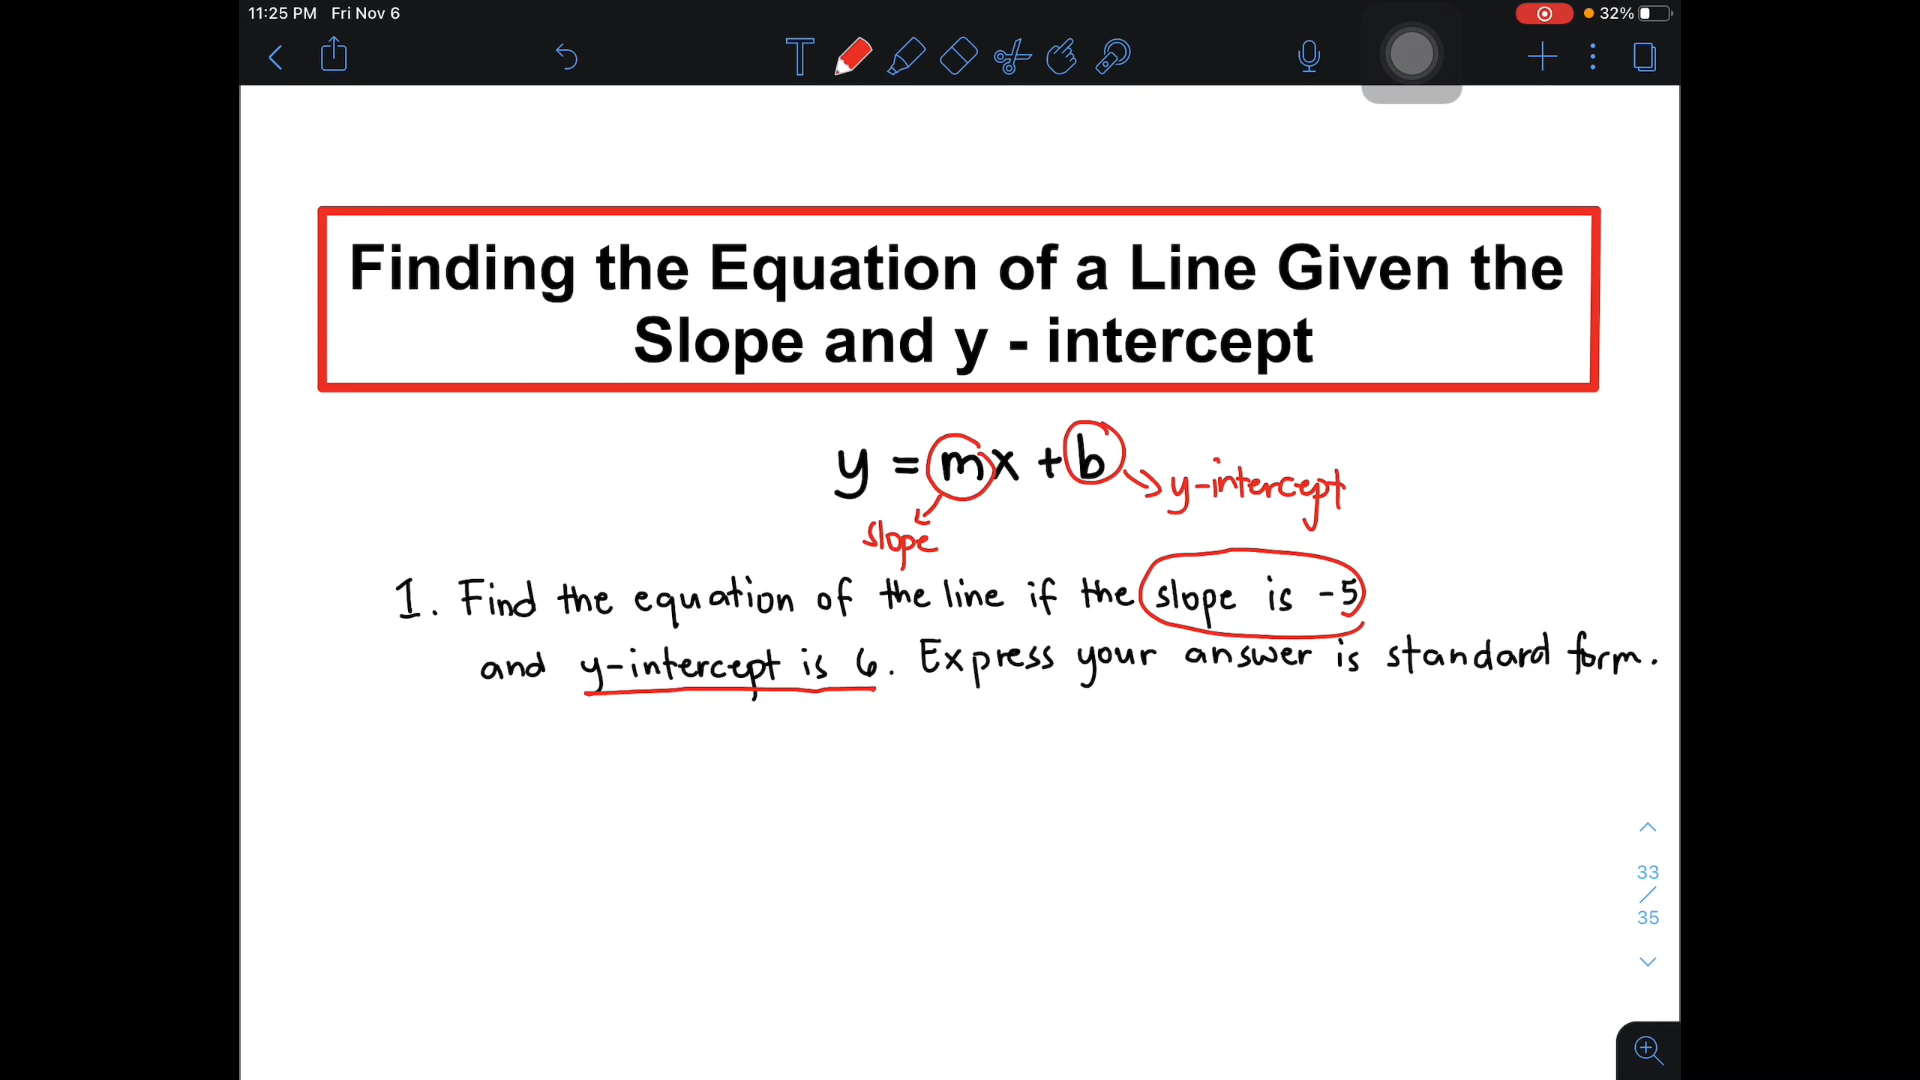 11:25 PM Fri Nov 6
32%
Finding the Equation of a Line Given the
Slope and y - intercept
y = mx + b
y-intercept
slope
1. Find the equation of the line if the slope is -5
and y-intercept is 6. Express your answer is standard form.
33
/
35